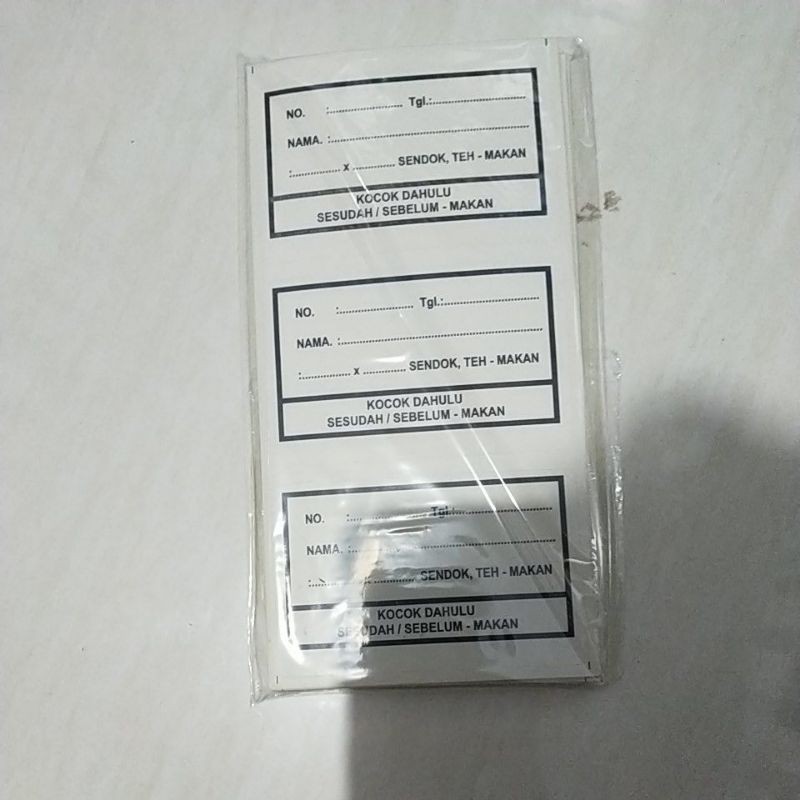 NO. :........................ Tgl.:................................
NAMA. :................................................................
:................ x .............. SENDOK, TEH - MAKAN
KOCOK DAHULU
SESUDAH / SEBELUM - MAKAN
NO. :........................ Tgl.:................................
NAMA. :................................................................
:................ x .............. SENDOK, TEH - MAKAN
KOCOK DAHULU
SESUDAH / SEBELUM - MAKAN
NO. :........................ Tgl.:................................
NAMA. :................................................................
:................ x .............. SENDOK, TEH - MAKAN
KOCOK DAHULU
SESUDAH / SEBELUM - MAKAN